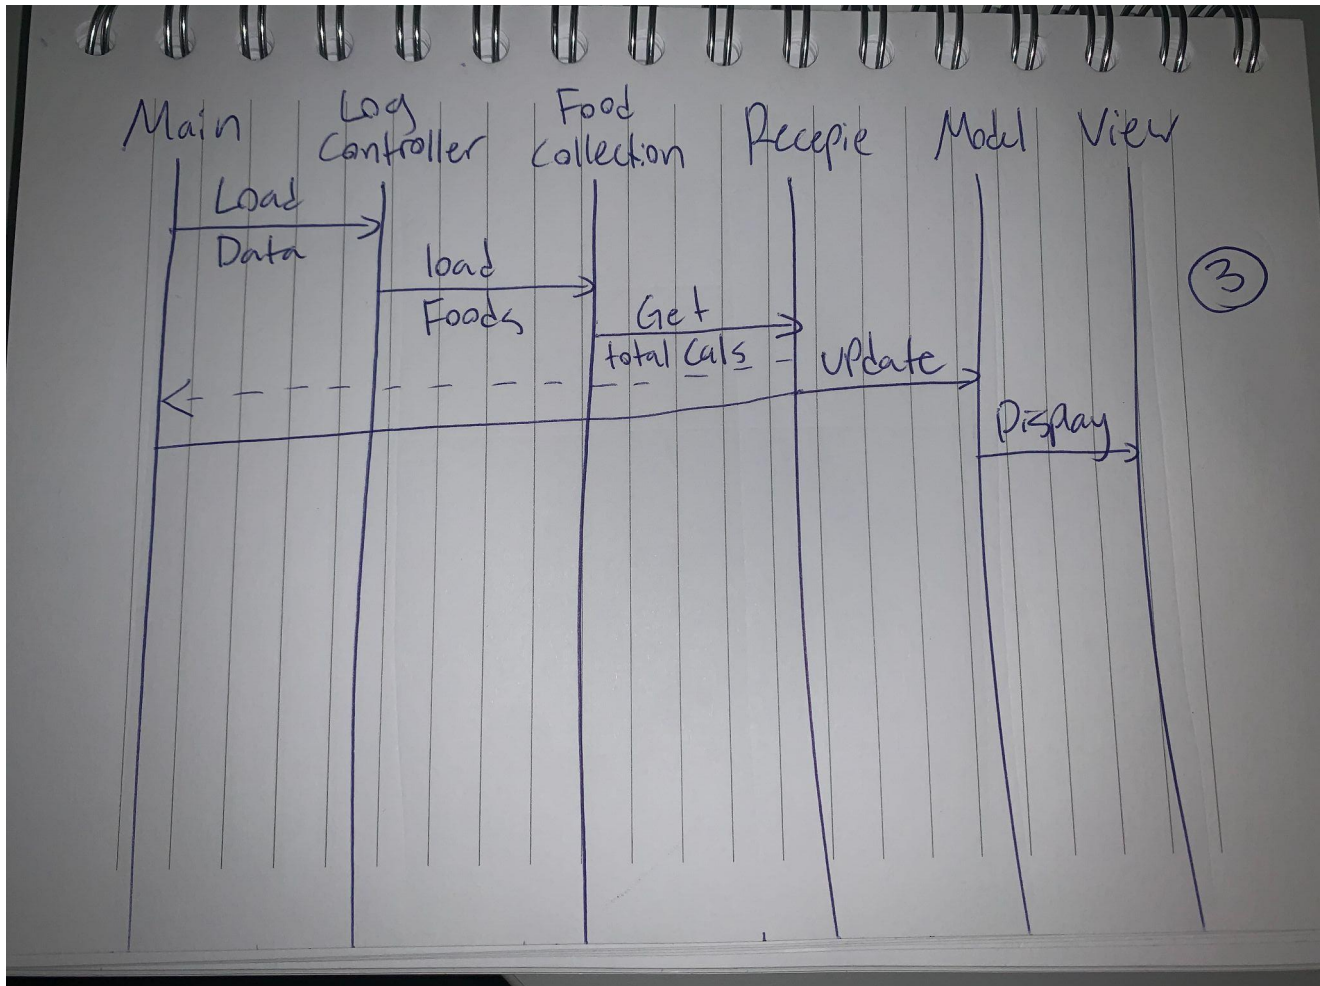 Main
Log
Controller
Food
Collection
Recepie
Model
View
Load
Data
load
Foods
Get
total Cals
update
Display
3